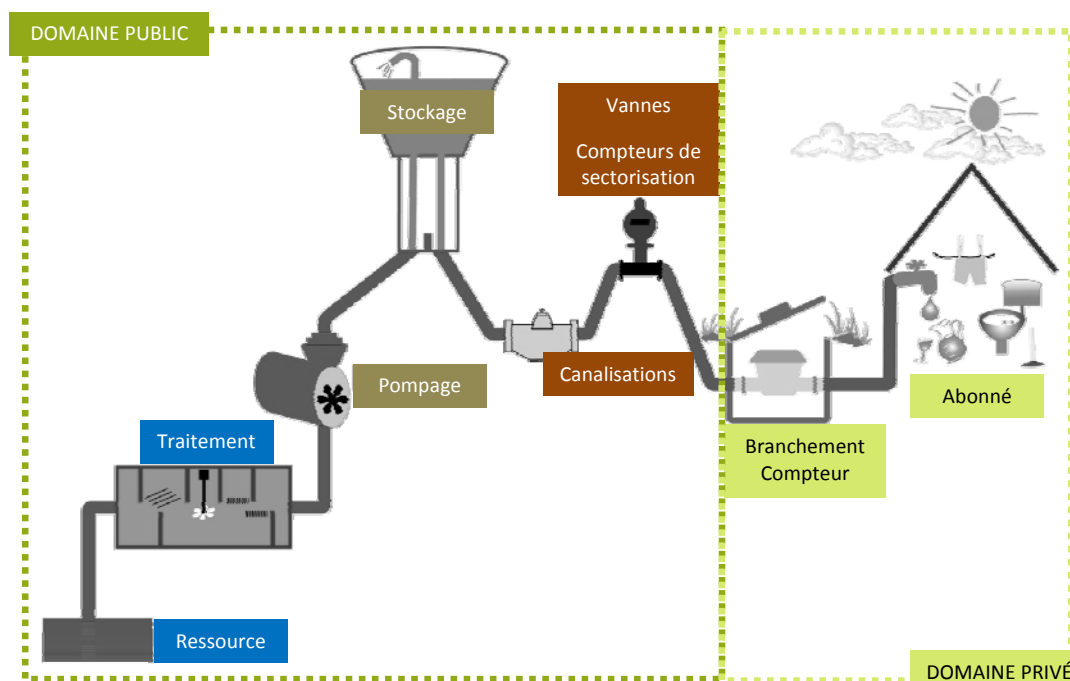 DOMAINE PUBLIC
Stockage
Vannes
Compteurs de
sectorisation
Pompage
Canalisations
Abonné
Traitement
Branchement
Compteur
Ressource
DOMAINE PRIVÉ